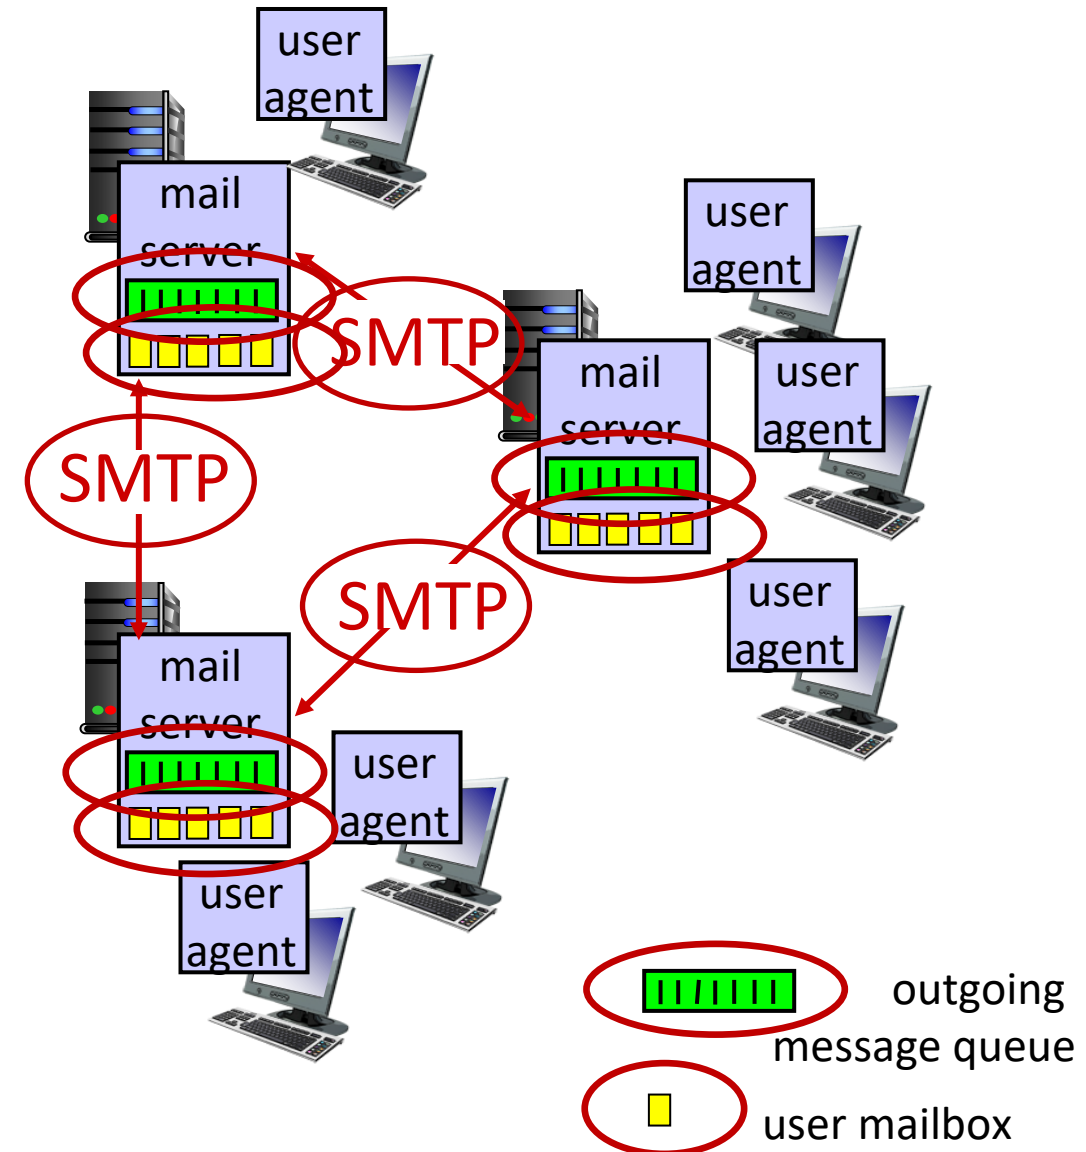 user
agent
mail
server
SMTP
user
agent
mail
server
user
agent
SMTP
SMTP
user
agent
mail
server
user
agent
user
agent
outgoing
message queue
user mailbox